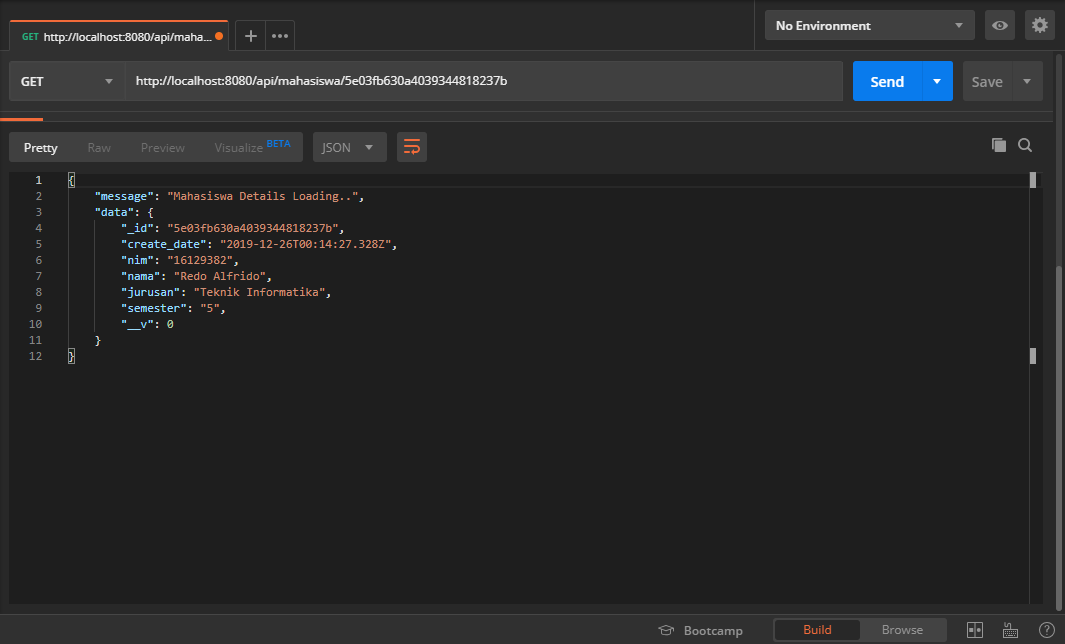 GET http://localhost:8080/api/maha...
No Environment
GET http://localhost:8080/api/mahasiswa/5e03fb630a4039344818237b Send Save
Pretty Raw Preview Visualize BETA JSON
1 {
2 "message": "Mahasiswa Details Loading..",
3 "data": {
4 "_id": "5e03fb630a4039344818237b",
5 "create_date": "2019-12-26T00:14:27.328Z",
6 "nim": "16129382",
7 "nama": "Redo Alfrido",
8 "jurusan": "Teknik Informatika",
9 "semester": "5",
10 "__v": 0
11 }
12 }
Bootcamp Build Browse